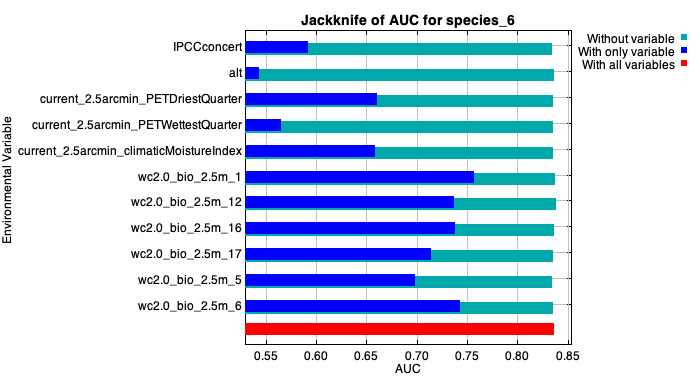 Jackknife of AUC for species_6
Without variable
With only variable
With all variables
Environmental Variable
IPCCconcert
alt
current_2.5arcmin_PETDriestQuarter
current_2.5arcmin_PETWettestQuarter
current_2.5arcmin_climaticMoistureIndex
wc2.0_bio_2.5m_1
wc2.0_bio_2.5m_12
wc2.0_bio_2.5m_16
wc2.0_bio_2.5m_17
wc2.0_bio_2.5m_5
wc2.0_bio_2.5m_6
0.55 0.60 0.65 0.70 0.75 0.80 0.85
AUC